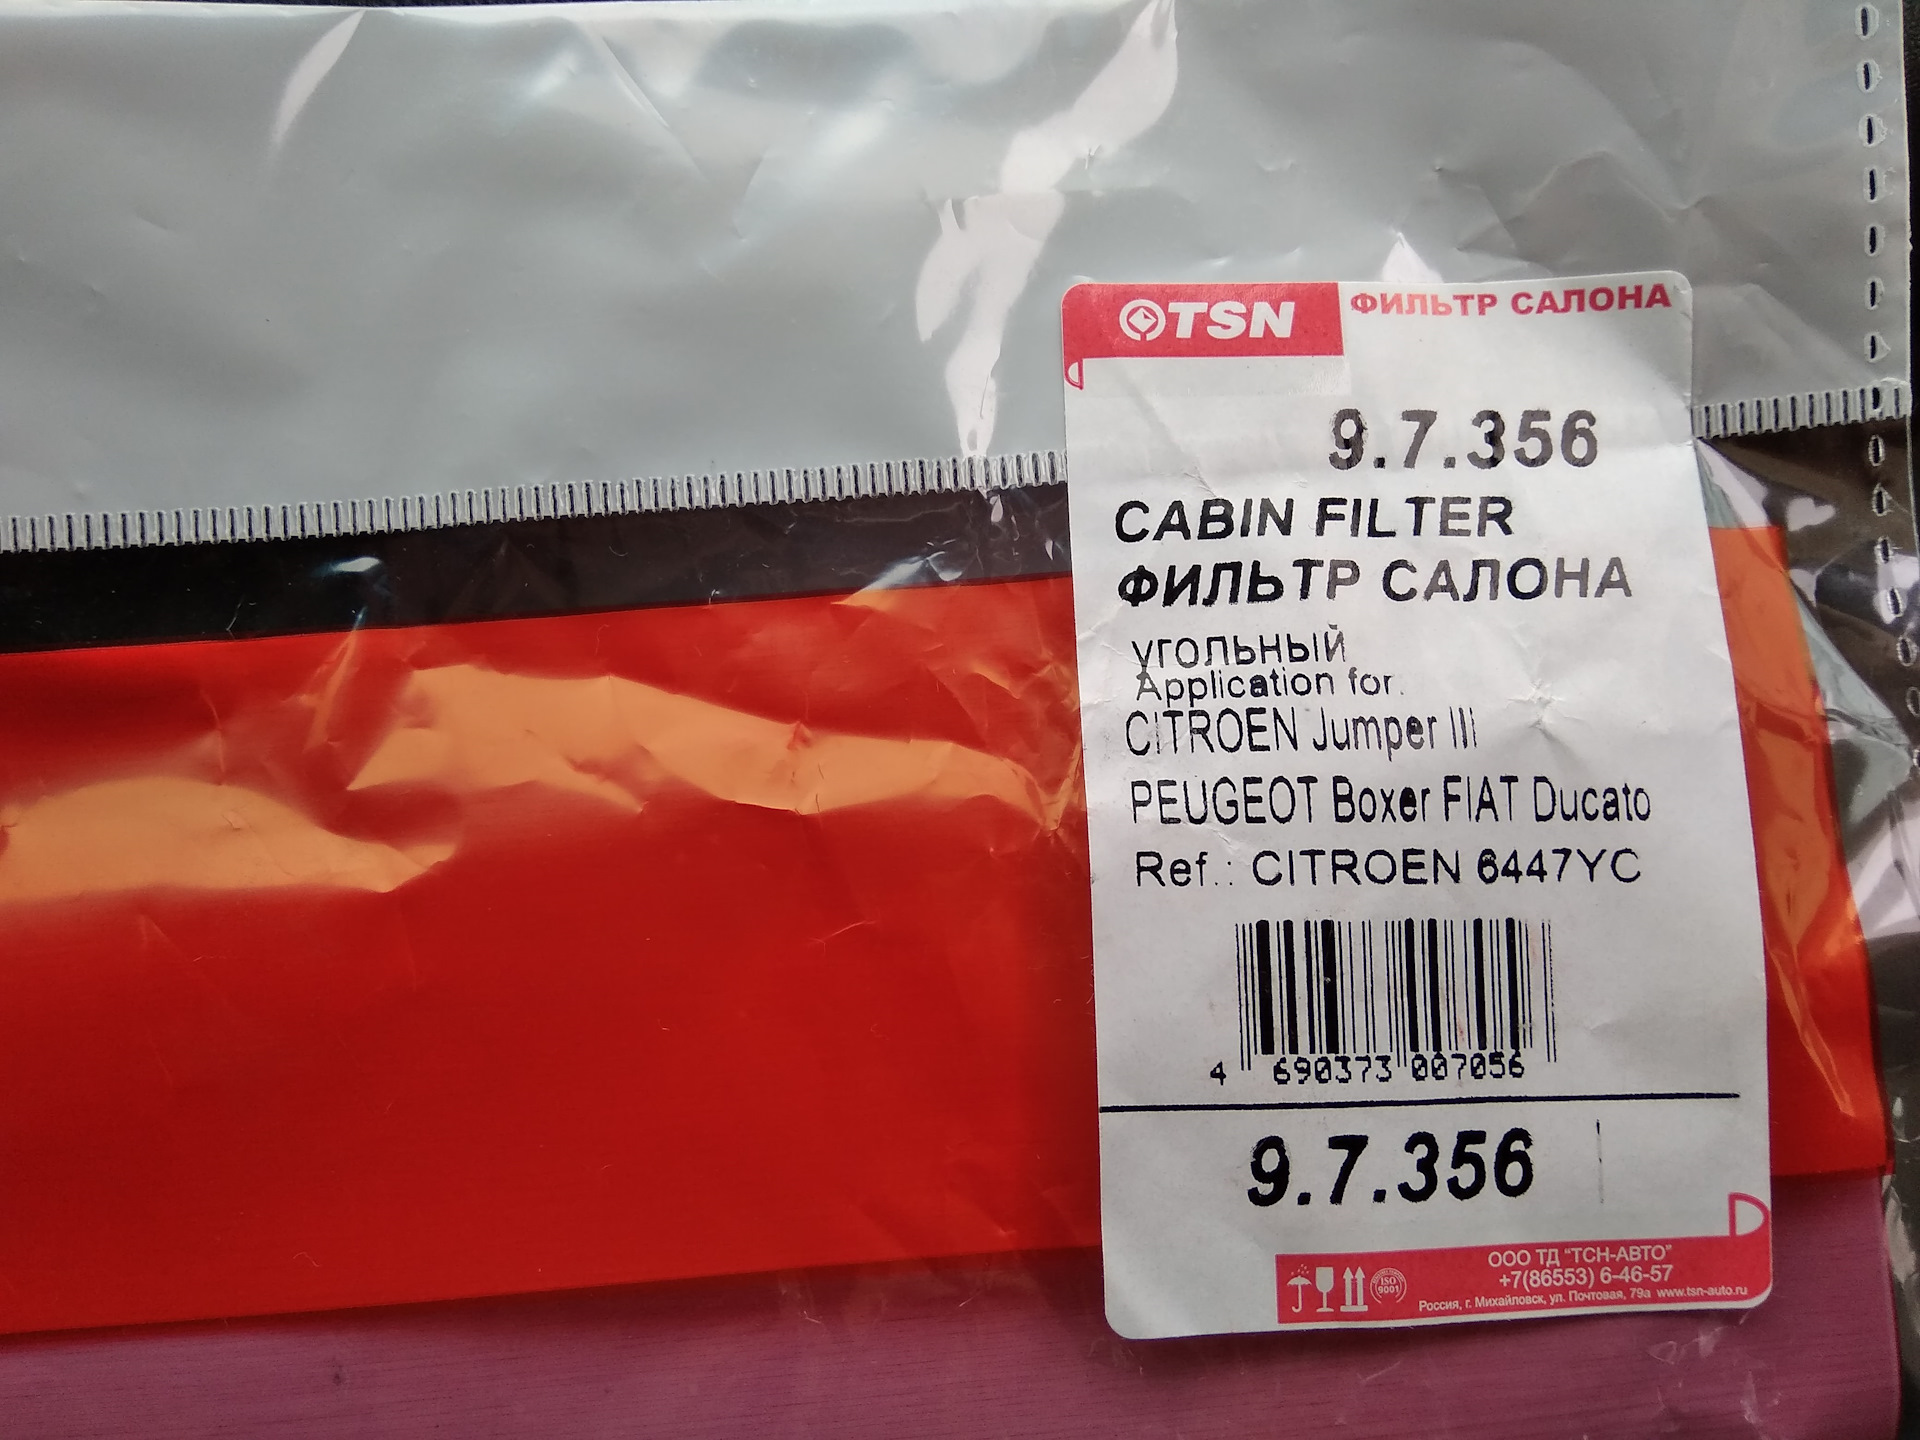 TSN ФИЛЬТР САЛОНА
9.7.356
CABIN FILTER
ФИЛЬТР САЛОНА
угольный
Application for.
CITROEN Jumper III
PEUGEOT Boxer FIAT Ducato
Ref.: CITROEN 6447YC
4 690373 007056
9.7.356
ISO 9001
ООО ТД "ТСН-АВТО"
+7(86553) 6-46-57
Россия, г. Михайловск, ул. Почтовая, 79а www.tsn-auto.ru